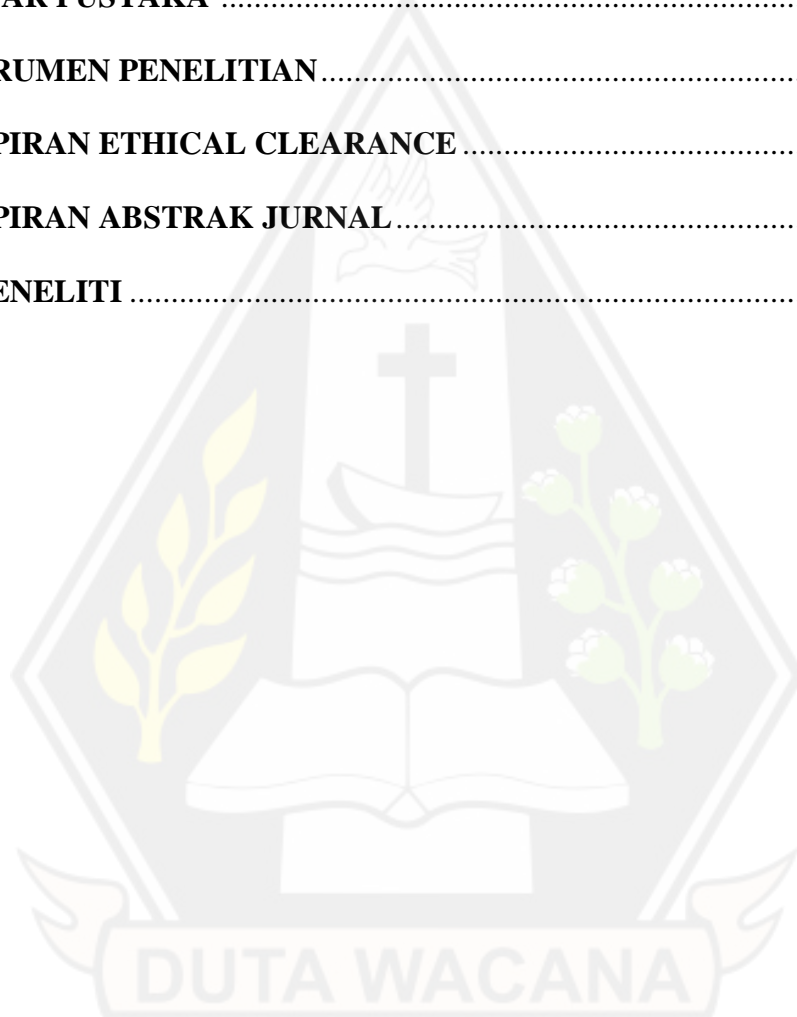 AR PUSTAKA ........................................................................
RUMEN PENELITIAN............................................................
PIRAN ETHICAL CLEARANCE ...........................................
PIRAN ABSTRAK JURNAL...................................................
ENELITI .................................................................................
DUTA WACANA